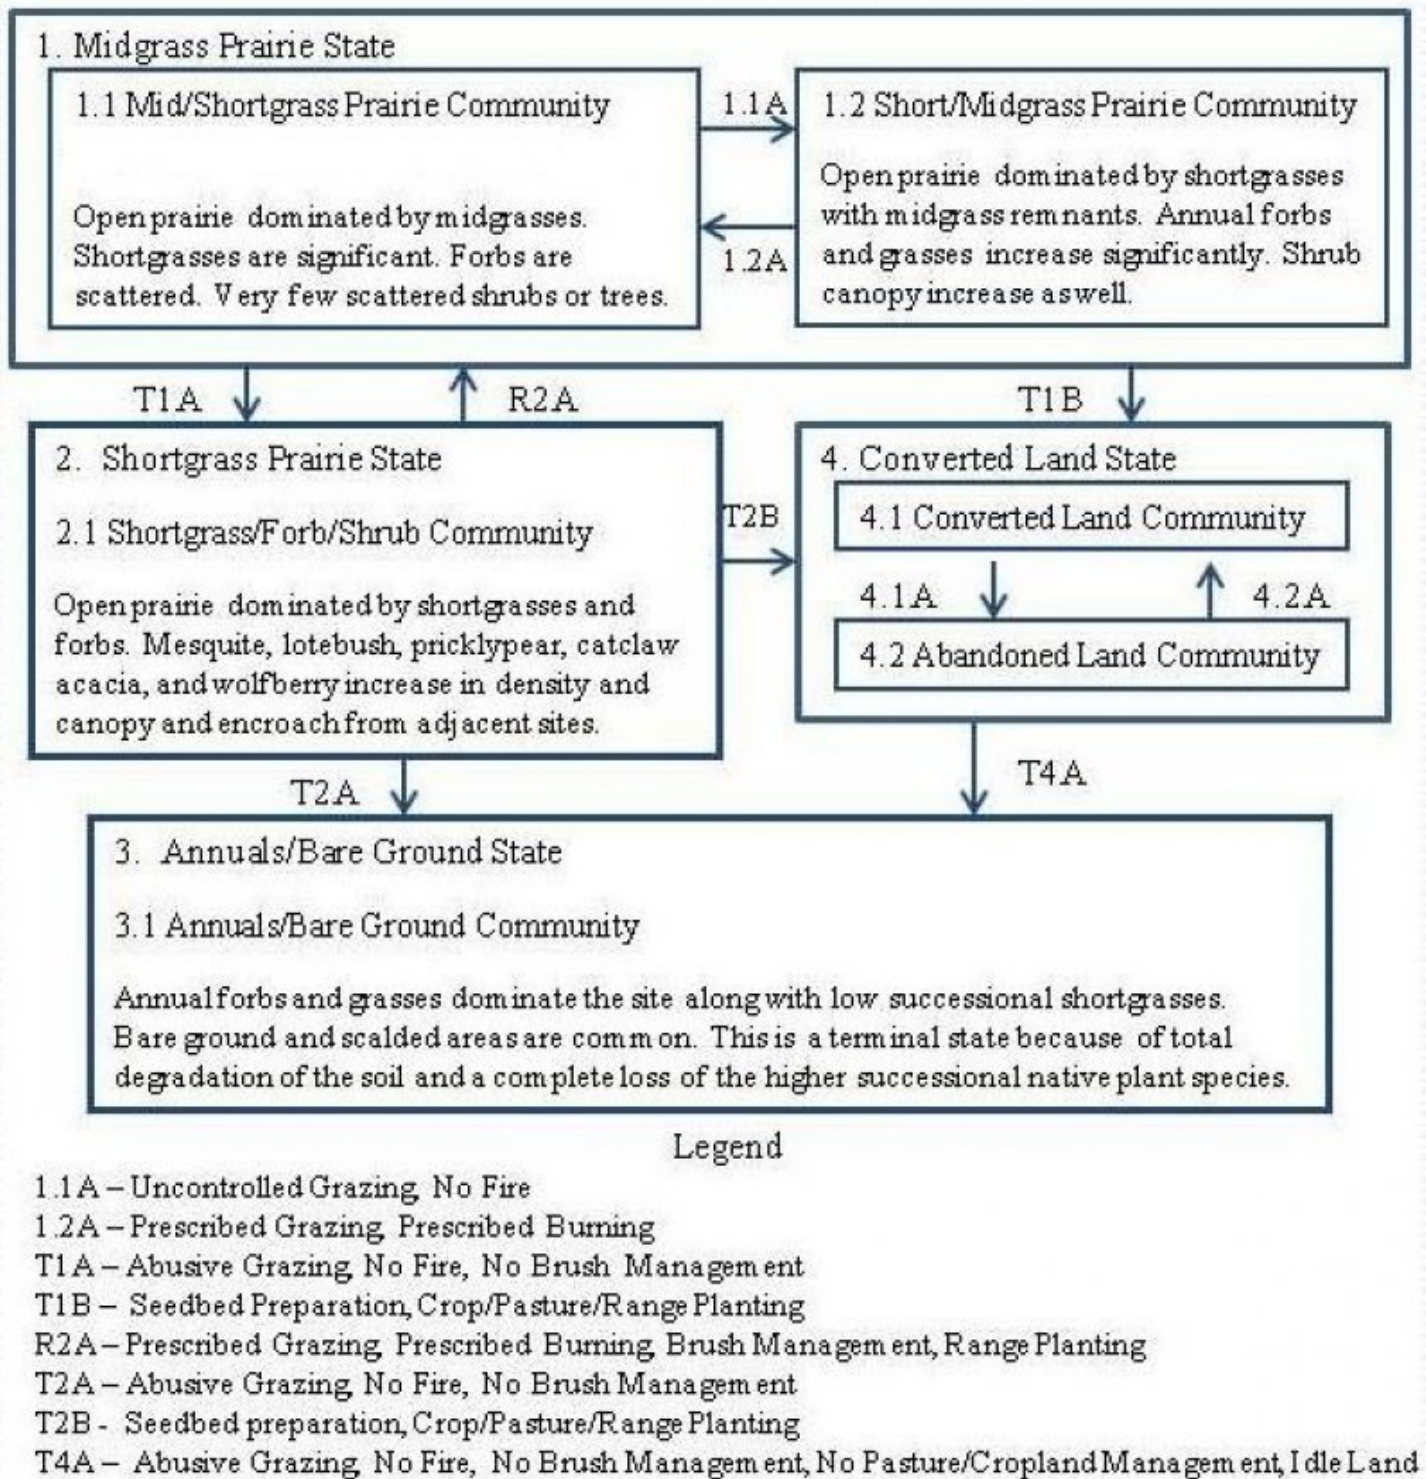 1. Midgrass Prairie State
1.1 Mid/Shortgrass Prairie Community
Open prairie dominated by midgrasses.
Shortgrasses are significant. Forbs are
scattered. Very few scattered shrubs or trees.
1.1A
1.2A
1.2 Short/Midgrass Prairie Community
Open prairie dominated by shortgrasses
with midgrass remnants. Annual forbs
and grasses increase significantly. Shrub
canopy increase as well.
T1A
R2A
T1B
2. Shortgrass Prairie State
2.1 Shortgrass/Forb/Shrub Community
Open prairie dominated by shortgrasses and
forbs. Mesquite, lotebush, pricklypear, catclaw
acacia, and wolfberry increase in density and
canopy and encroach from adjacent sites.
T2B
4. Converted Land State
4.1 Converted Land Community
4.1A
4.2A
4.2 Abandoned Land Community
T2A
T4A
3. Annuals/Bare Ground State
3.1 Annuals/Bare Ground Community
Annual forbs and grasses dominate the site along with low successional shortgrasses.
Bare ground and scalded areas are common. This is a terminal state because of total
degradation of the soil and a complete loss of the higher successional native plant species.
Legend
1.1A – Uncontrolled Grazing, No Fire
1.2A – Prescribed Grazing, Prescribed Burning
T1A – Abusive Grazing, No Fire, No Brush Management
T1B – Seedbed Preparation, Crop/Pasture/Range Planting
R2A – Prescribed Grazing, Prescribed Burning, Brush Management, Range Planting
T2A – Abusive Grazing, No Fire, No Brush Management
T2B - Seedbed preparation, Crop/Pasture/Range Planting
T4A – Abusive Grazing, No Fire, No Brush Management, No Pasture/Cropland Management, Idle Land